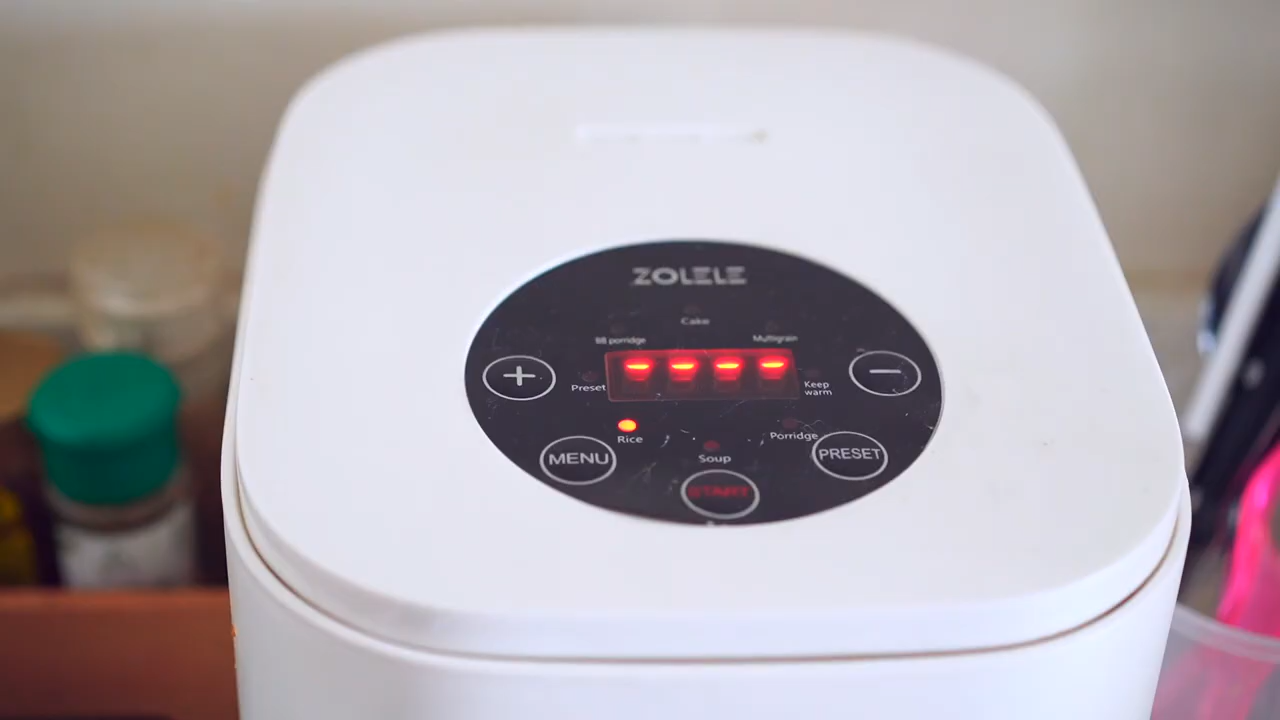 ZOLELE
Cake
BB porridge
Multigrain
Preset
Keep
warm
Rice
Porridge
MENU
Soup
PRESET
START